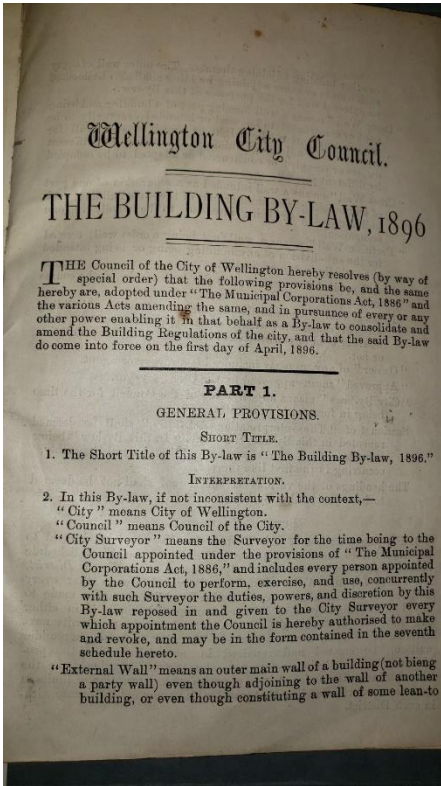 Wellington City Council.
THE BUILDING BY-LAW, 1896
THE Council of the City of Wellington hereby resolves (by way of
special order) that the following provisions be, and the same
hereby are, adopted under "The Municipal Corporations Act, 1886" and
the various Acts amending the same, and in pursuance of every or any
other power enabling it in that behalf as a By-law to consolidate and
amend the Building Regulations of the city, and that the said By-law
do come into force on the first day of April, 1896.
PART 1.
GENERAL PROVISIONS.
SHORT TITLE.
1. The Short Title of this By-law is "The Building By-law, 1896."
INTERPRETATION.
2. In this By-law, if not inconsistent with the context,—
"City" means City of Wellington.
"Council" means Council of the City.
"City Surveyor" means the Surveyor for the time being to the
Council appointed under the provisions of "The Municipal
Corporations Act, 1886," and includes every person appointed
by the Council to perform, exercise, and use, concurrently
with such Surveyor the duties, powers, and discretion by this
By-law reposed in and given to the City Surveyor every
which appointment the Council is hereby authorised to make
and revoke, and may be in the form contained in the seventh
schedule hereto.
"External Wall" means an outer main wall of a building (not bieng
a party wall) even though adjoining to the wall of another
building, or even though constituting a wall of some lean-to